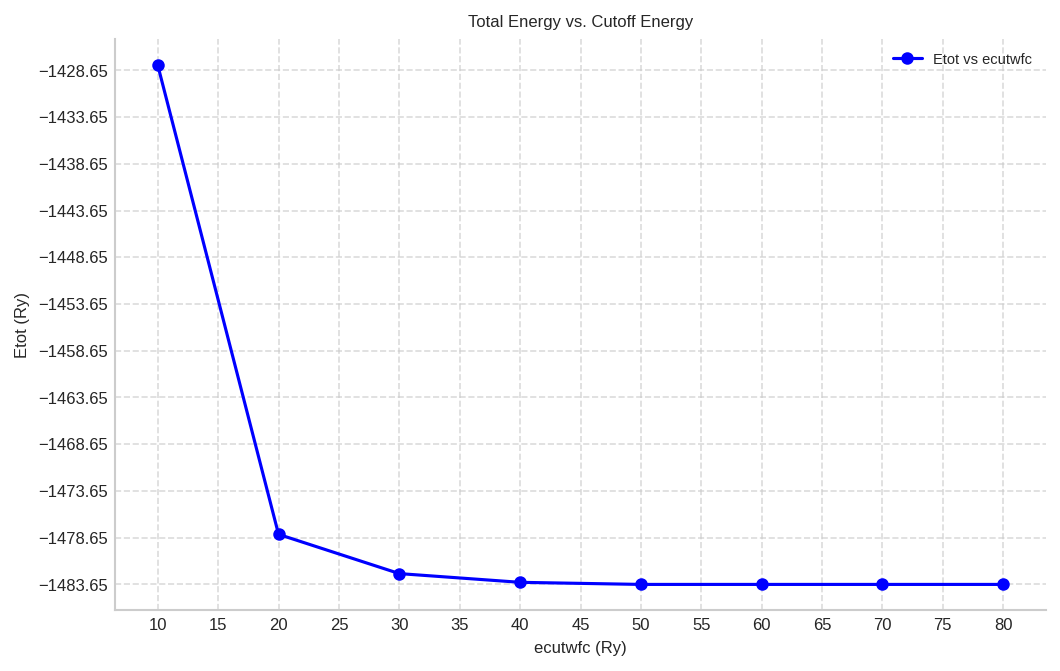 Total Energy vs. Cutoff Energy
Etot vs ecutwfc
−1428.65
−1433.65
−1438.65
−1443.65
−1448.65
−1453.65
−1458.65
−1463.65
−1468.65
−1473.65
−1478.65
−1483.65
Etot (Ry)
10 15 20 25 30 35 40 45 50 55 60 65 70 75 80
ecutwfc (Ry)